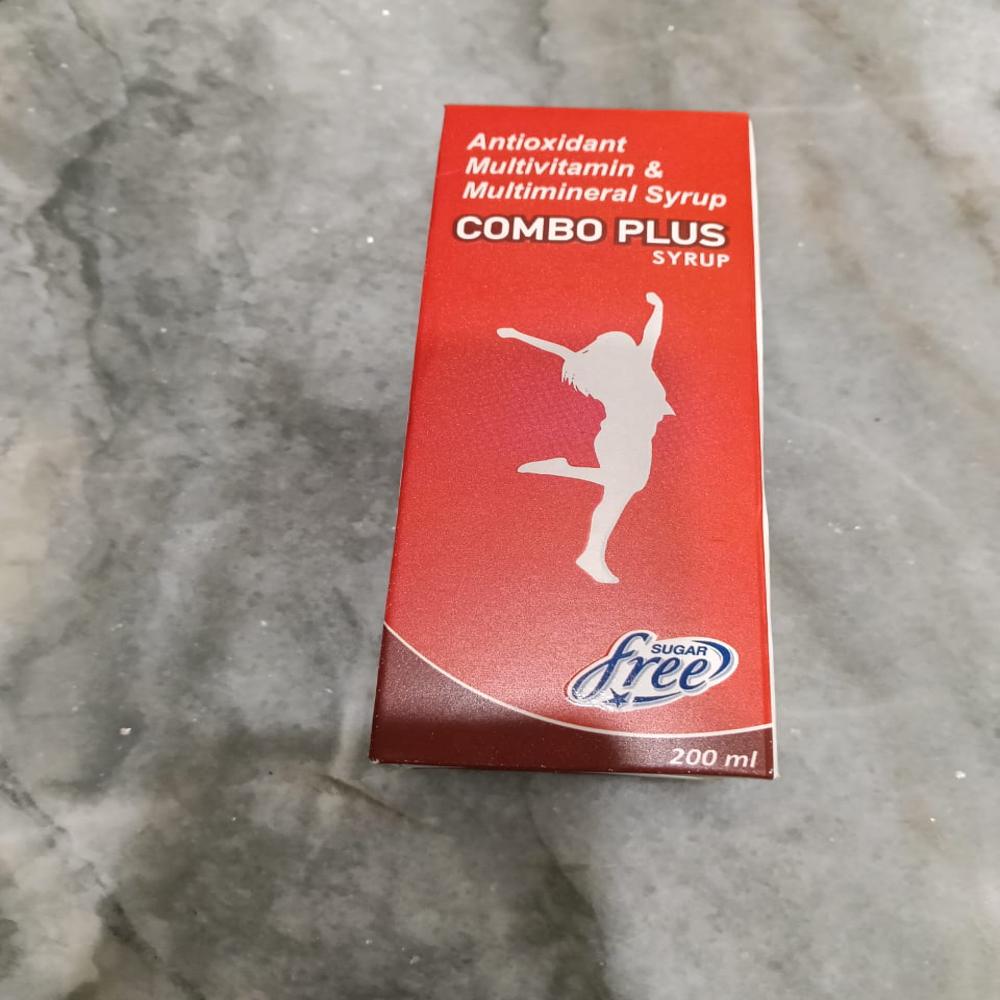 Antioxidant
Multivitamin &
Multimineral Syrup
COMBO PLUS
SYRUP
SUGAR
free
200 ml